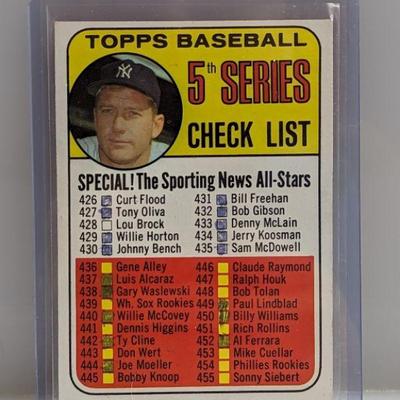 TOPPS BASEBALL
NY
5th SERIES
CHECK LIST
SPECIAL! The Sporting News All-Stars
426 Curt Flood 431 Bill Freehan
427 Tony Oliva 432 Bob Gibson
428 Lou Brock 433 Denny McLain
429 Willie Horton 434 Jerry Koosman
430 Johnny Bench 435 Sam McDowell
436 Gene Alley 446 Claude Raymond
437 Luis Alcaraz 447 Ralph Houk
438 Gary Waslewski 448 Bob Tolan
439 Wh. Sox Rookies 449 Paul Lindblad
440 Willie McCovey 450 Billy Williams
441 Dennis Higgins 451 Rich Rollins
442 Ty Cline 452 Al Ferrara
443 Don Wert 453 Mike Cuellar
444 Joe Moeller 454 Phillies Rookies
445 Bobby Knoop 455 Sonny Siebert